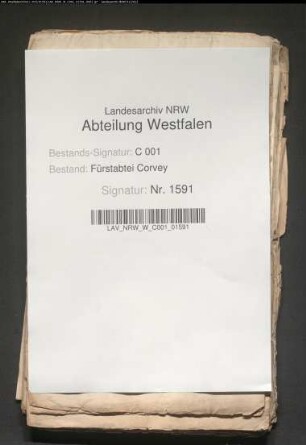 Landesarchiv NRW
Abteilung Westfalen
Bestands-Signatur: C 001
Bestand: Fürstabtei Corvey
Signatur: Nr. 1591
LAV_NRW_W_C001_01591